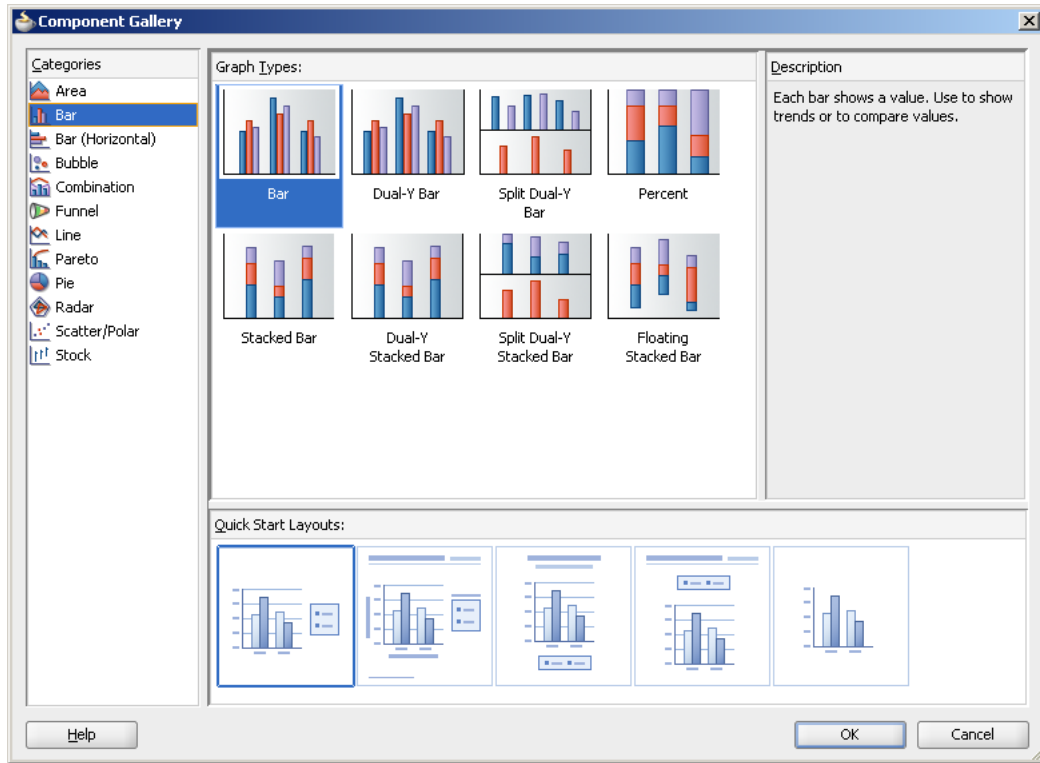 Component Gallery
Categories
Area
Bar
Bar (Horizontal)
Bubble
Combination
Funnel
Line
Pareto
Pie
Radar
Scatter/Polar
Stock
Graph Types:
Bar
Dual-Y Bar
Split Dual-Y
Bar
Percent
Stacked Bar
Dual-Y
Stacked Bar
Split Dual-Y
Stacked Bar
Floating
Stacked Bar
Description
Each bar shows a value. Use to show
trends or to compare values.
Quick Start Layouts:
Help
OK
Cancel